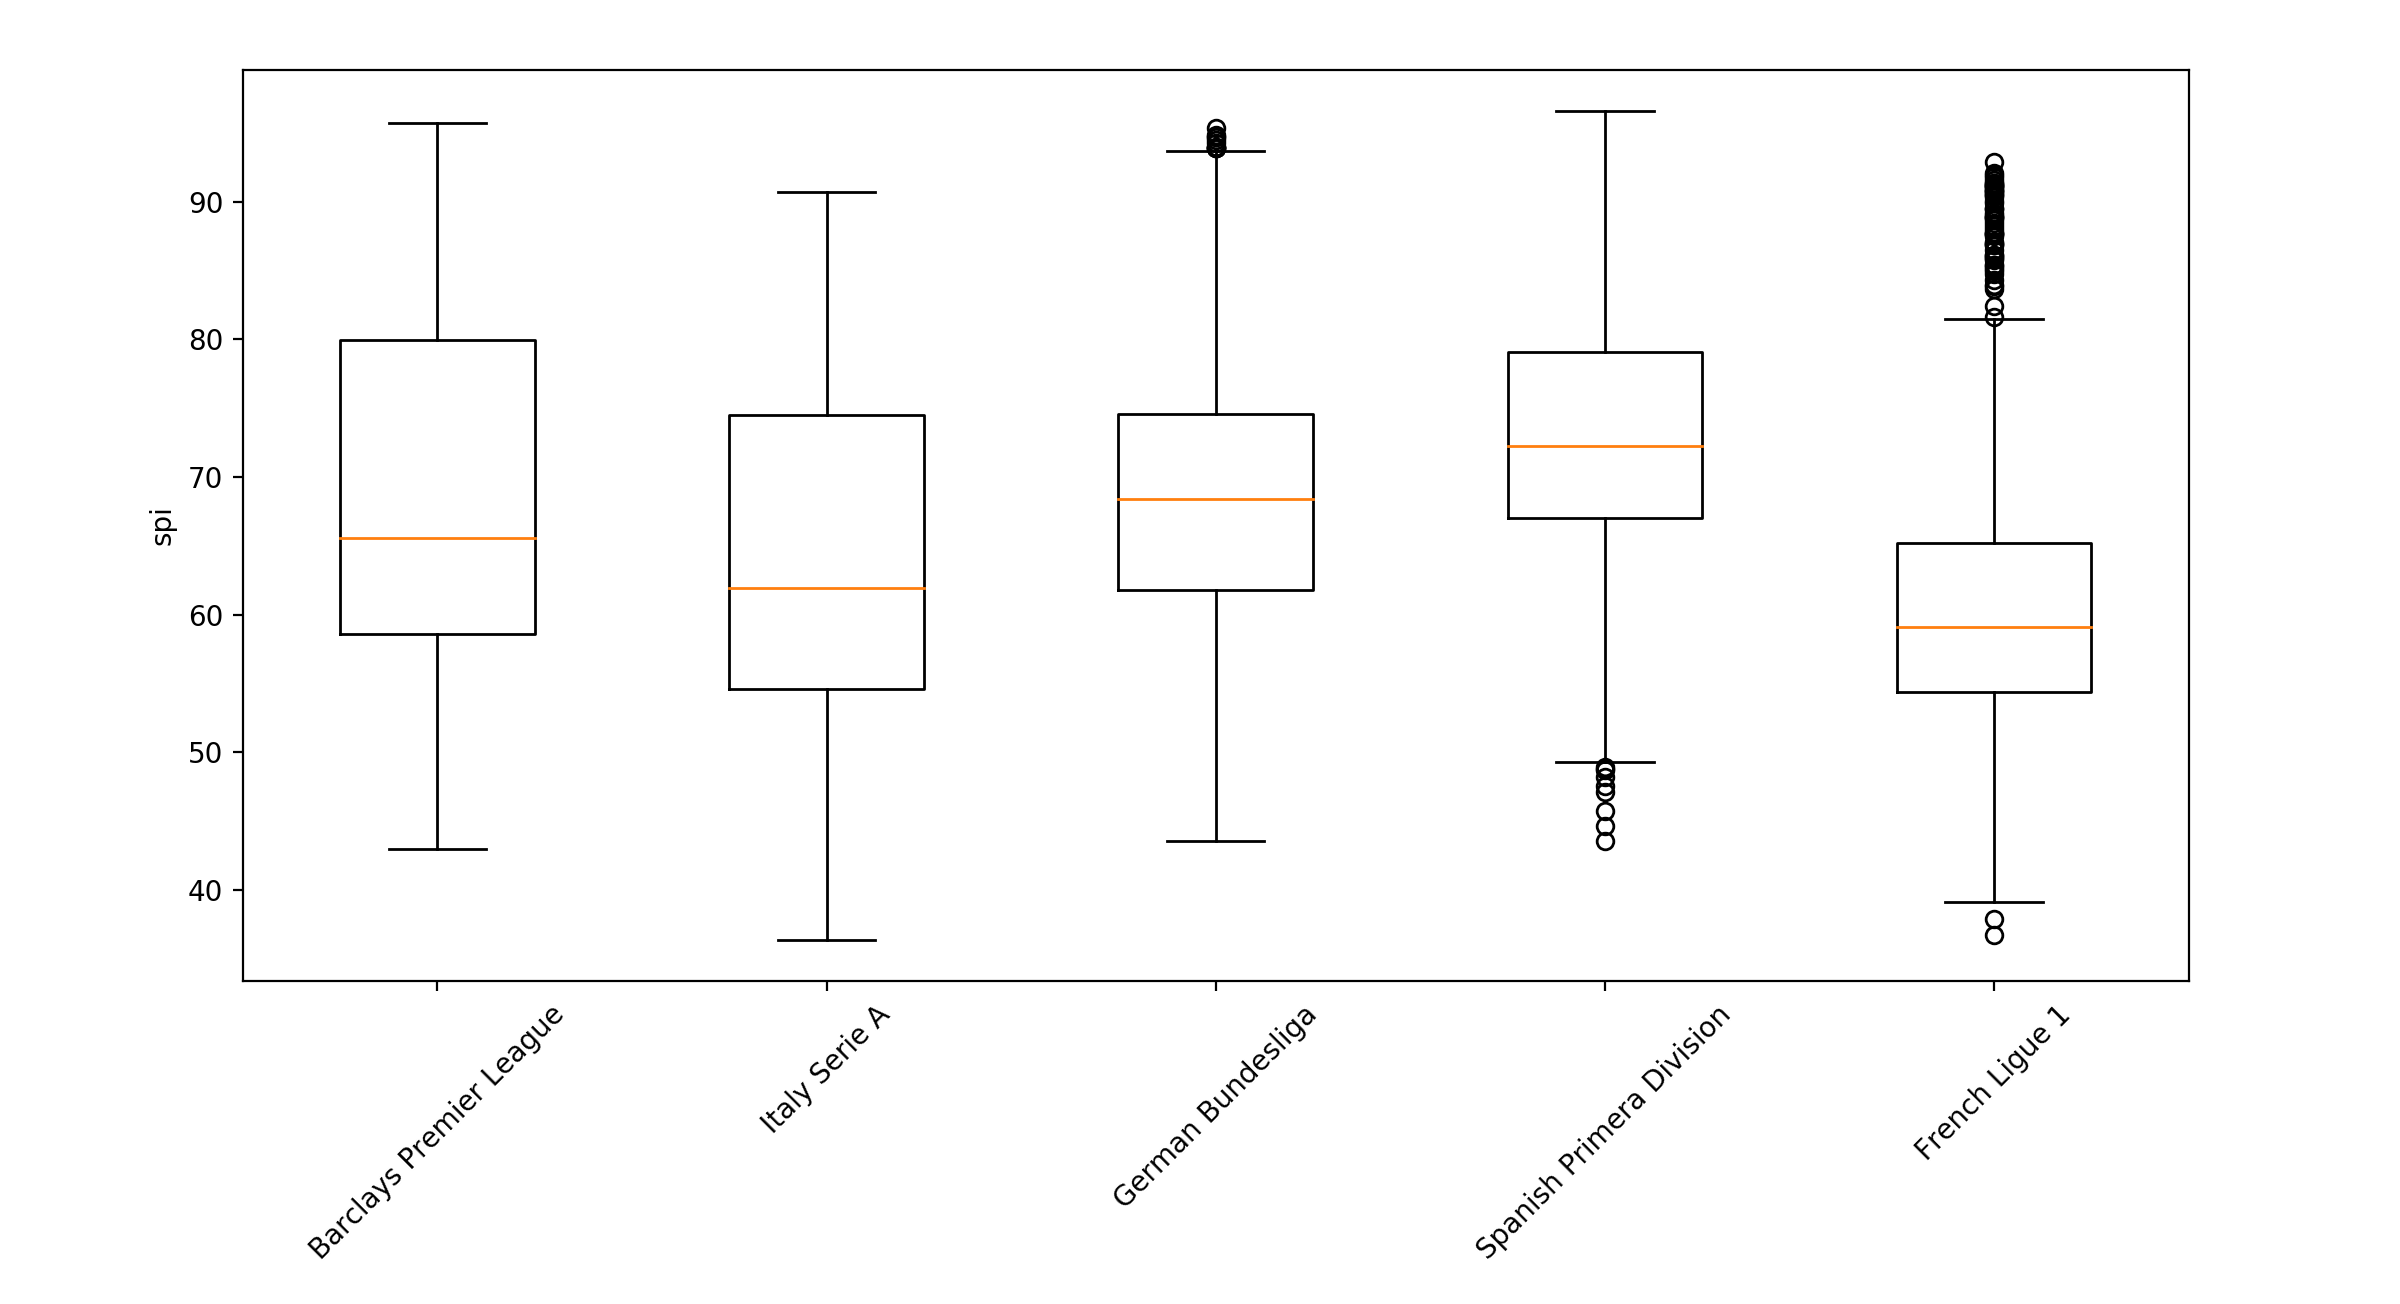 90
80
70
60
50
40
spi
Barclays Premier League
Italy Serie A
German Bundesliga
Spanish Primera Division
French Ligue 1